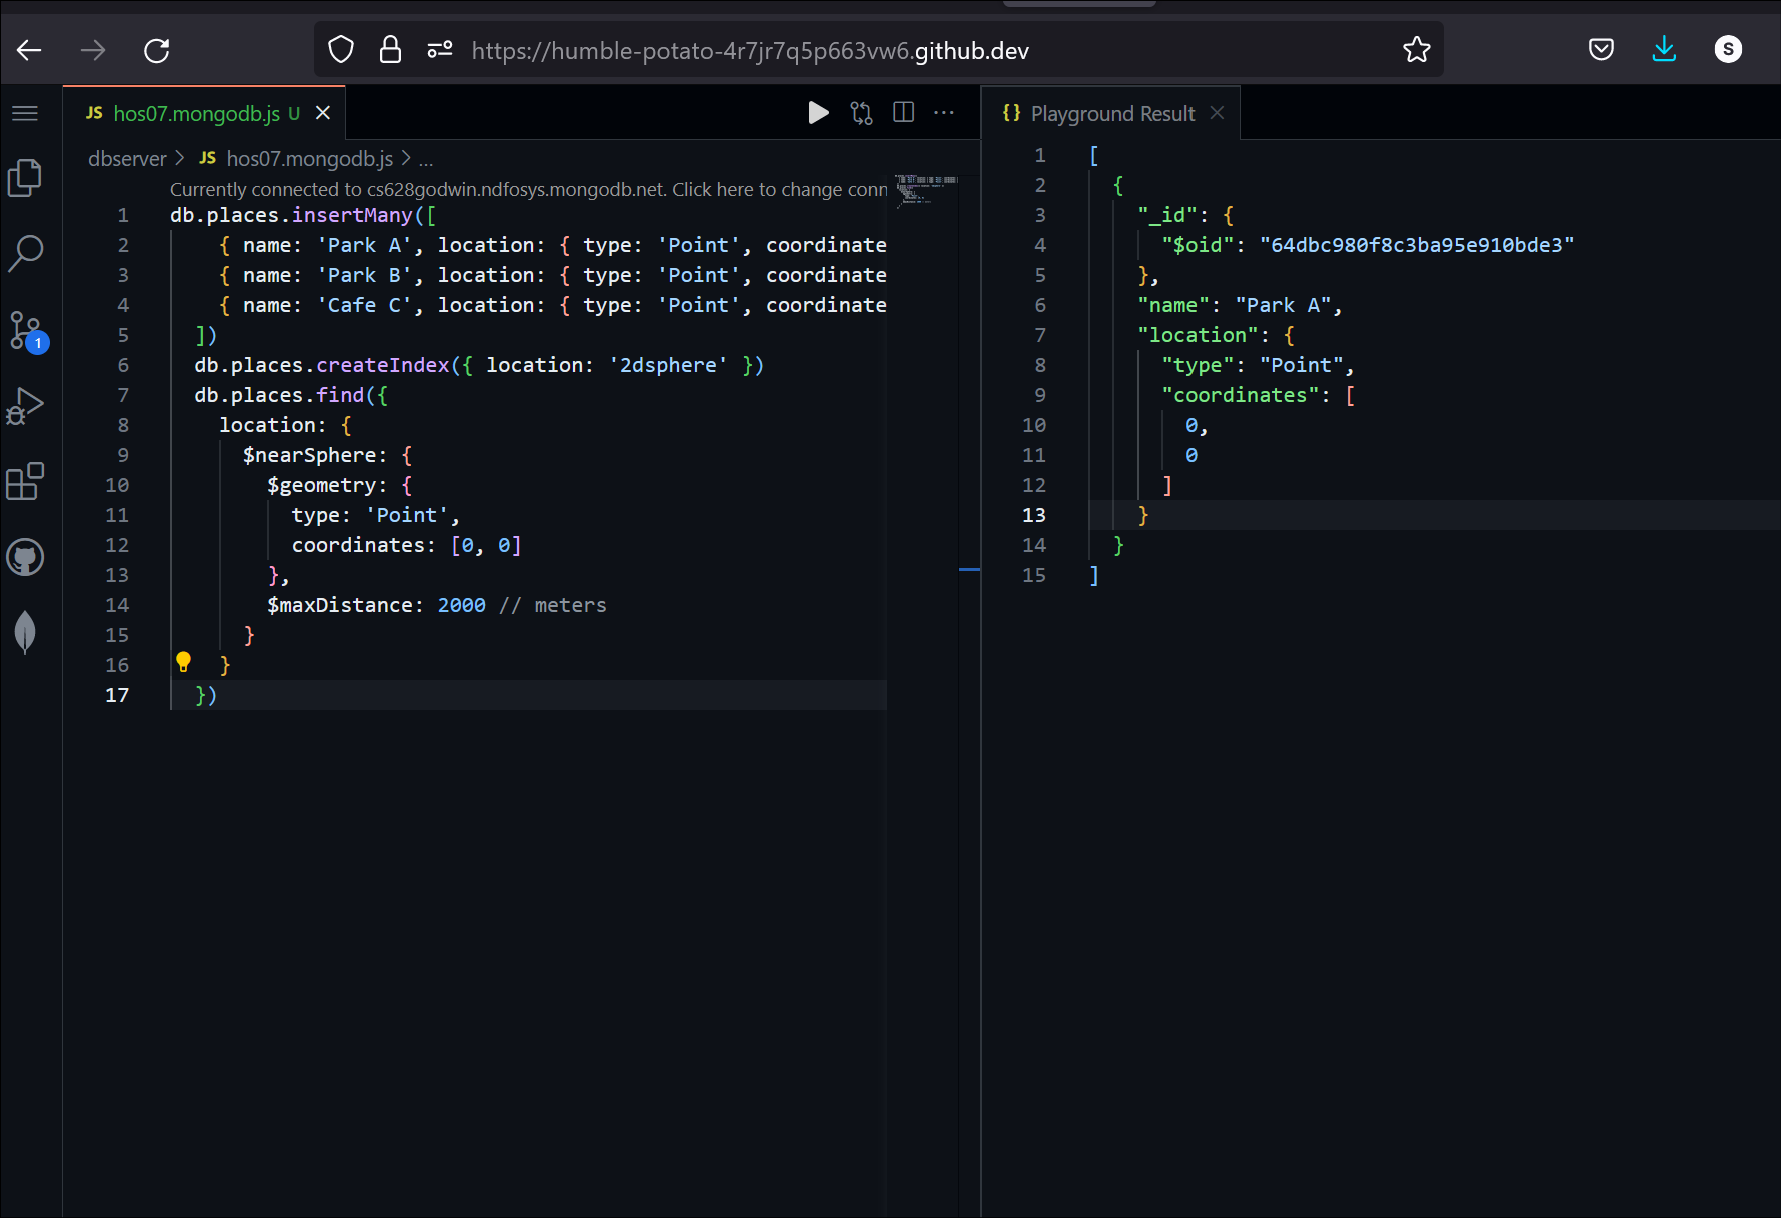 https://humble-potato-4r7jr7q5p663vw6.github.dev
S
JS hos07.mongodb.js U
dbserver > JS hos07.mongodb.js > ...
Currently connected to cs628godwin.ndfosys.mongodb.net. Click here to change conn
1 db.places.insertMany([
2 { name: 'Park A', location: { type: 'Point', coordinate
3 { name: 'Park B', location: { type: 'Point', coordinate
4 { name: 'Cafe C', location: { type: 'Point', coordinate
5 ])
6 db.places.createIndex({ location: '2dsphere' })
7 db.places.find({
8 location: {
9 $nearSphere: {
10 $geometry: {
11 type: 'Point',
12 coordinates: [0, 0]
13 },
14 $maxDistance: 2000 // meters
15 }
16 }
17 })
1
{} Playground Result
1 [
2 {
3 "_id": {
4 "$oid": "64dbc980f8c3ba95e910bde3"
5 },
6 "name": "Park A",
7 "location": {
8 "type": "Point",
9 "coordinates": [
10 0,
11 0
12 ]
13 }
14 }
15 ]